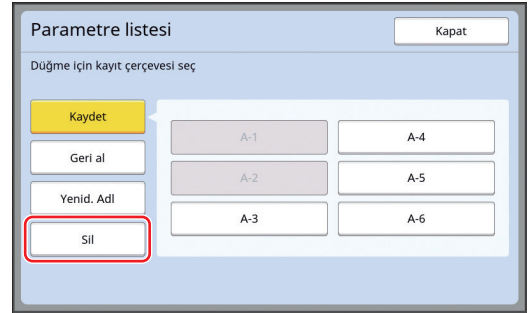 Parametre listesi
Kapat
Düğme için kayıt çerçevesi seç
Kaydet
Geri al
Yenid. Adl
Sil
A-1
A-4
A-2
A-5
A-3
A-6